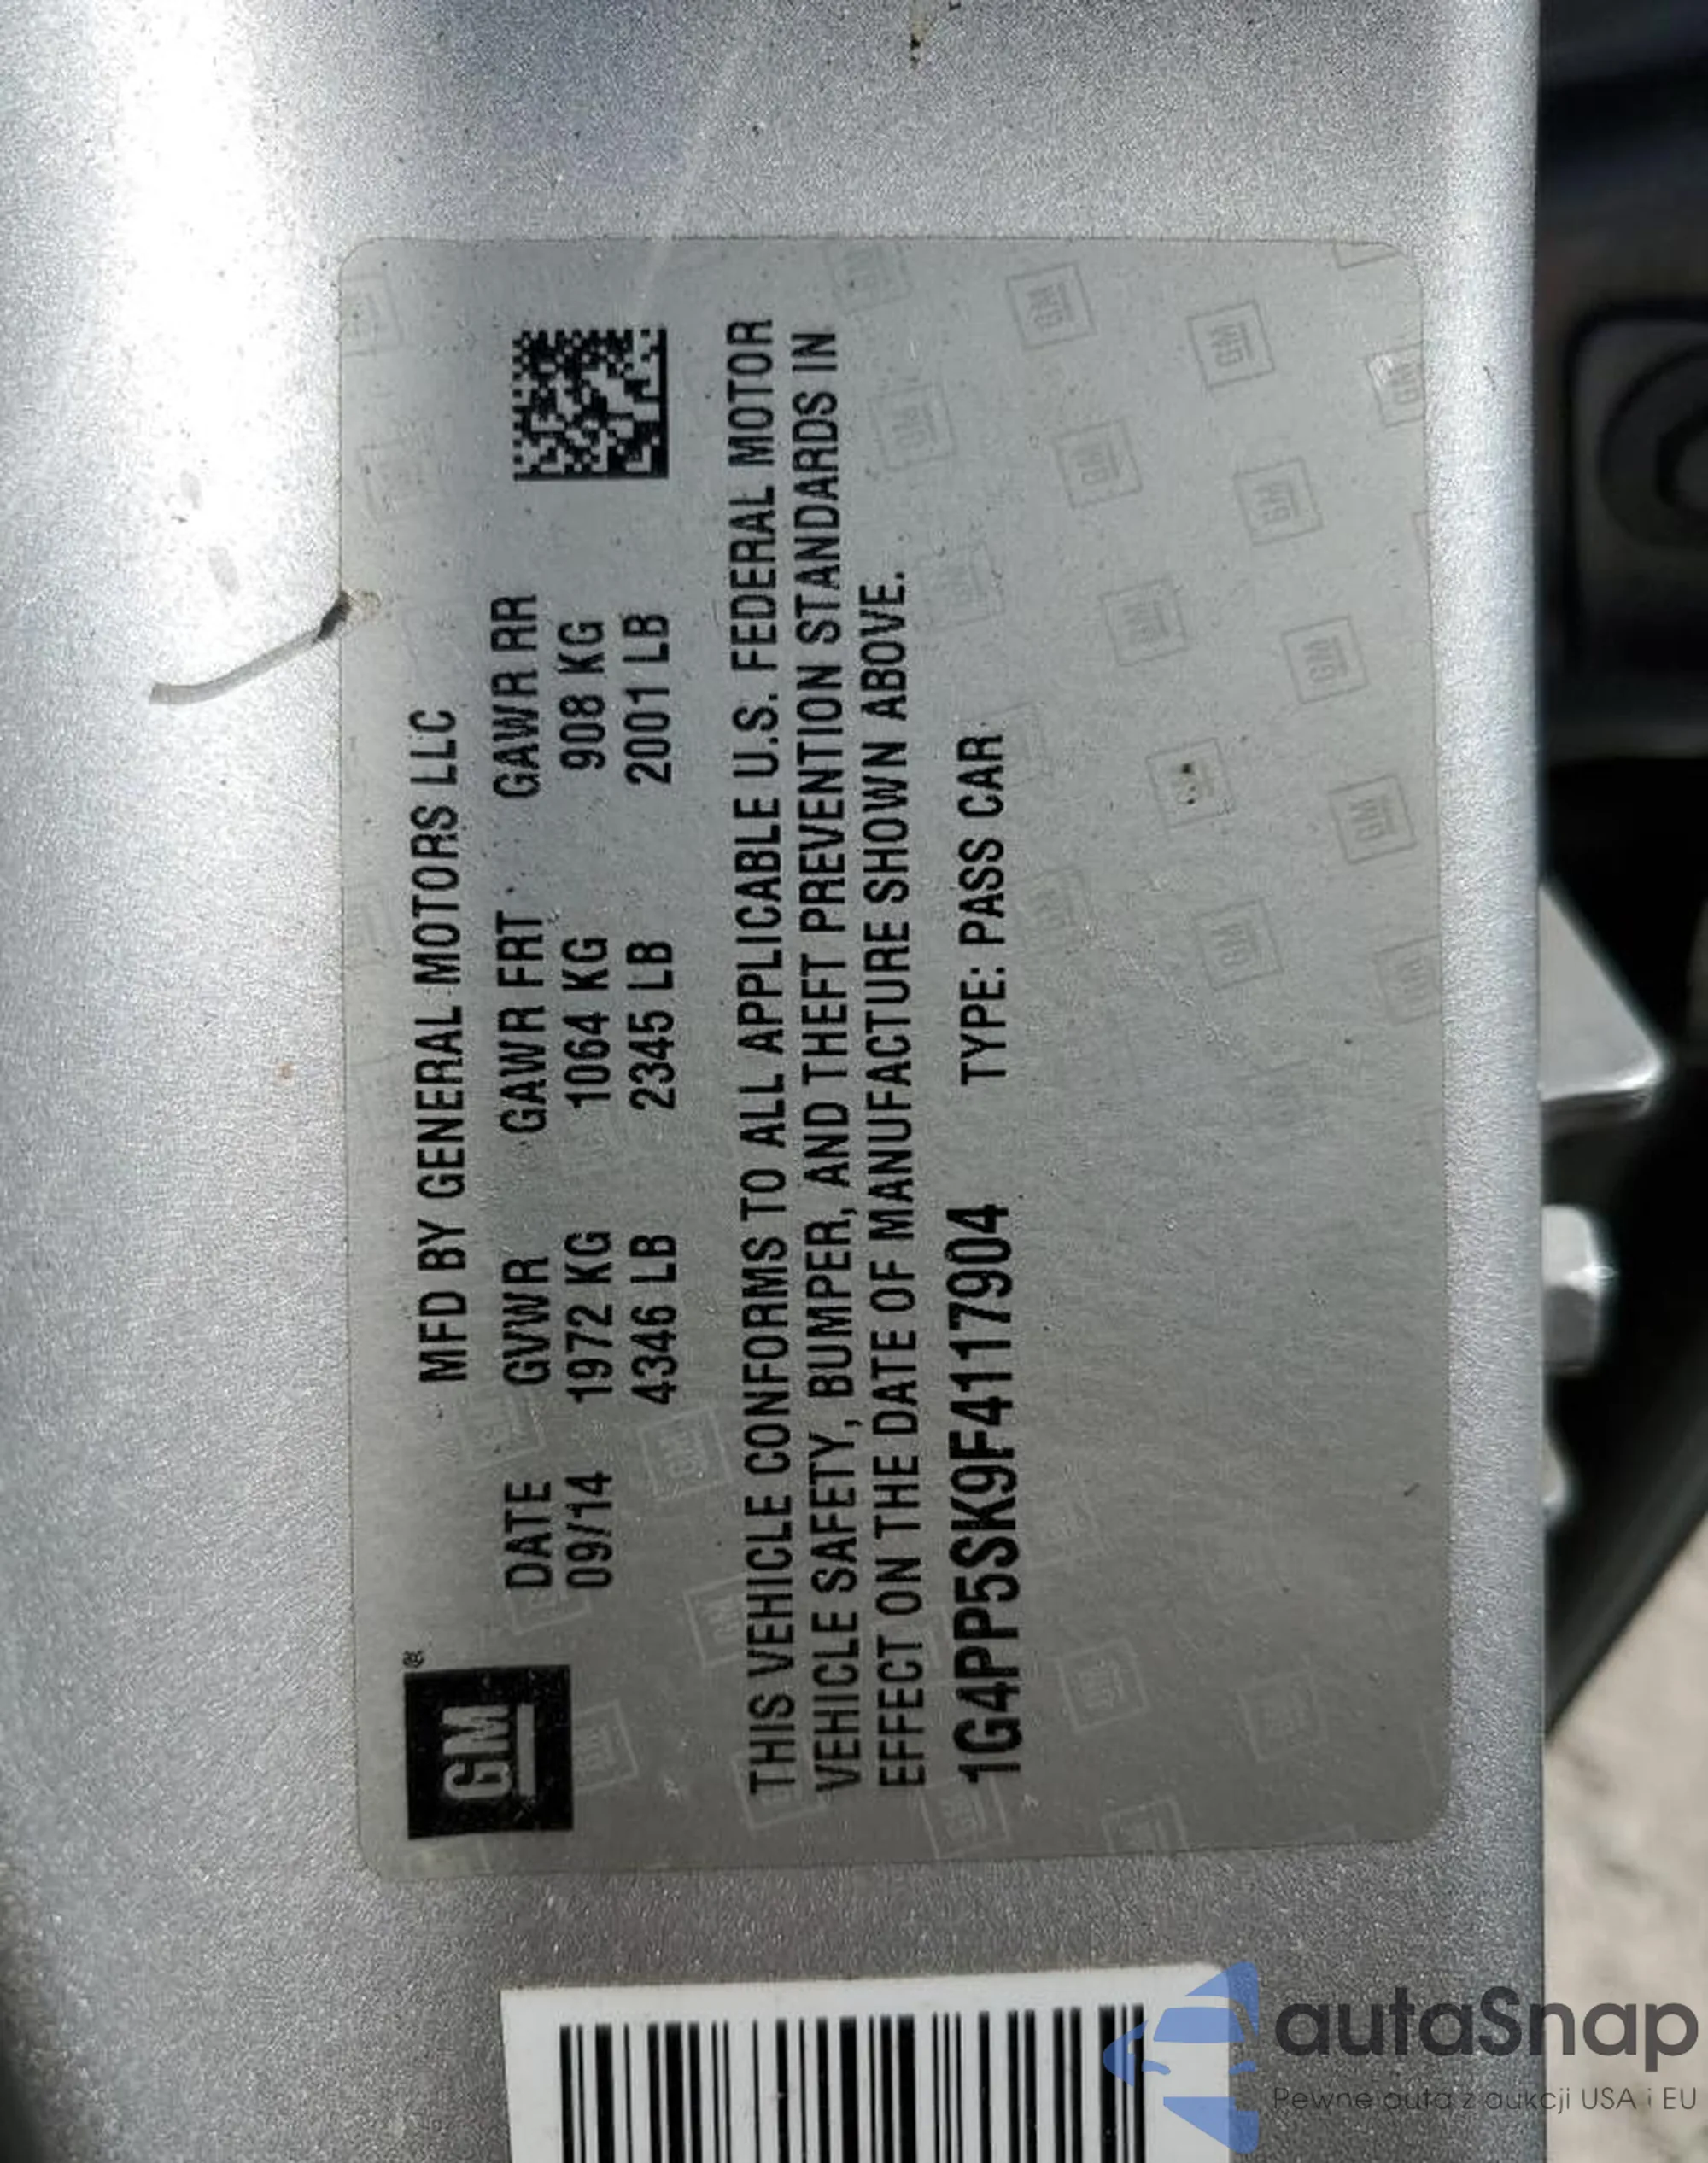 GM®
MFD BY GENERAL MOTORS LLC
DATE GVWR GAWR FRT GAWR RR
09/14 1972 KG 1064 KG 908 KG
4346 LB 2345 LB 2001 LB
THIS VEHICLE CONFORMS TO ALL APPLICABLE U.S. FEDERAL MOTOR
VEHICLE SAFETY, BUMPER, AND THEFT PREVENTION STANDARDS IN
EFFECT ON THE DATE OF MANUFACTURE SHOWN ABOVE.
1G4PP5SK9F4117904 TYPE: PASS CAR
autaSnap
Pewne auta z aukcji USA i EU